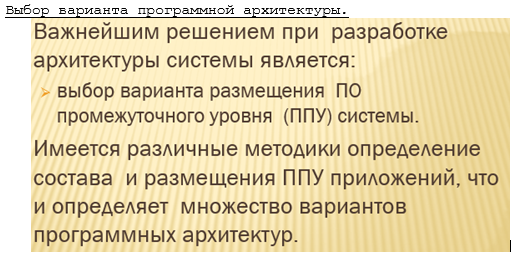 Выбор варианта программной архитектуры.
Важнейшим решением при разработке
архитектуры системы является:
выбор варианта размещения ПО
промежуточного уровня (ППУ) системы.
Имеется различные методики определение
состава и размещения ППУ приложений, что
и определяет множество вариантов
программных архитектур.